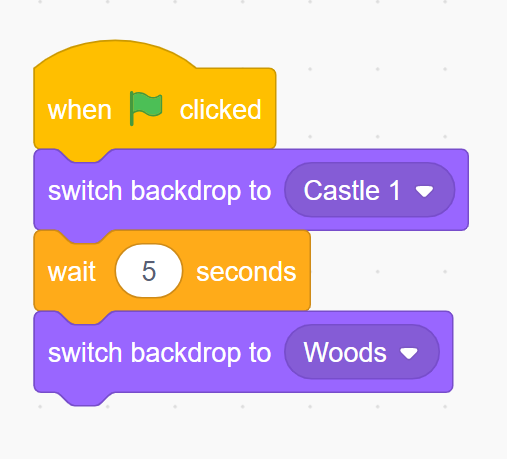 when clicked
switch backdrop to Castle 1
wait 5 seconds
switch backdrop to Woods